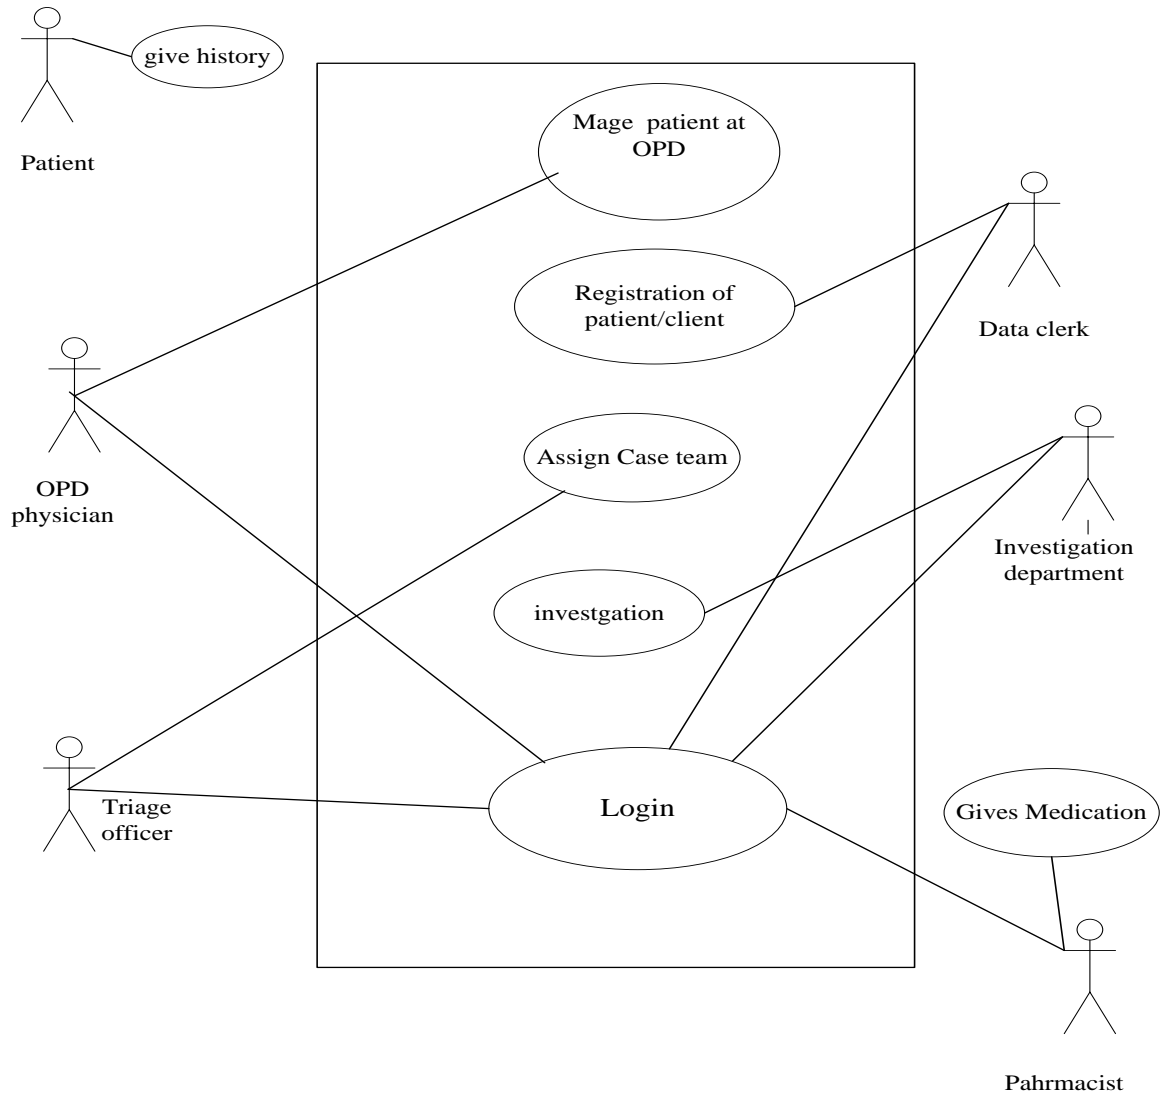 give history
Patient
Mage patient at
OPD
Registration of
patient/client
Data clerk
Assign Case team
OPD
physician
Investigation
department
investgation
Triage
officer
Login
Gives Medication
Pahrmacist